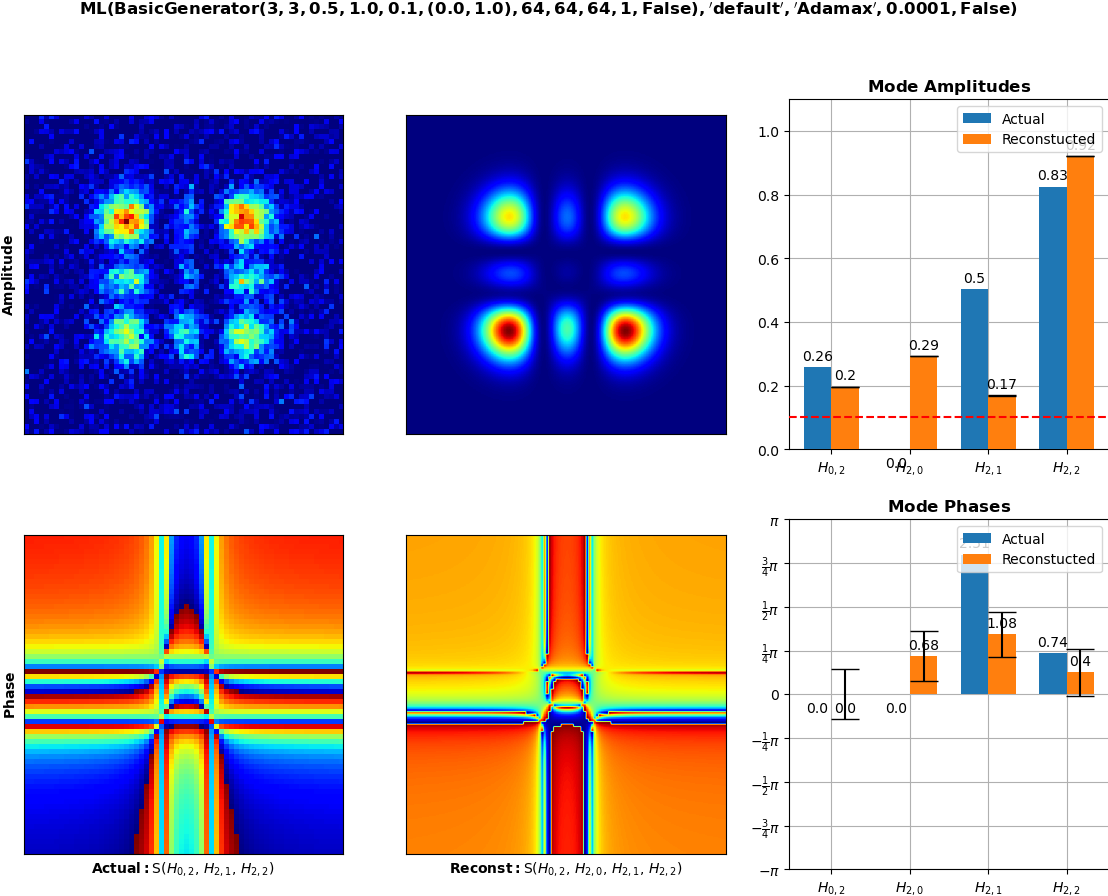 ML(BasicGenerator(3, 3, 0.5, 1.0, 0.1, (0.0, 1.0), 64, 64, 64, 1, False), 'default', 'Adamax', 0.0001, False)
Mode Amplitudes
Actual
Reconstucted
Amplitude
1.0
0.8
0.6
0.4
0.2
0.0
0.26
0.2
0.0
0.29
0.5
0.17
0.83
0.92
H0,2
H2,0
H2,1
H2,2
Mode Phases
Actual
Reconstucted
Phase
π
3/4π
1/2π
1/4π
0
−1/4π
−1/2π
−3/4π
−π
0.0
0.0
0.0
0.68
1.08
0.74
0.4
H0,2
H2,0
H2,1
H2,2
Actual: S(H0,2, H2,1, H2,2)
Reconst: S(H0,2, H2,0, H2,1, H2,2)